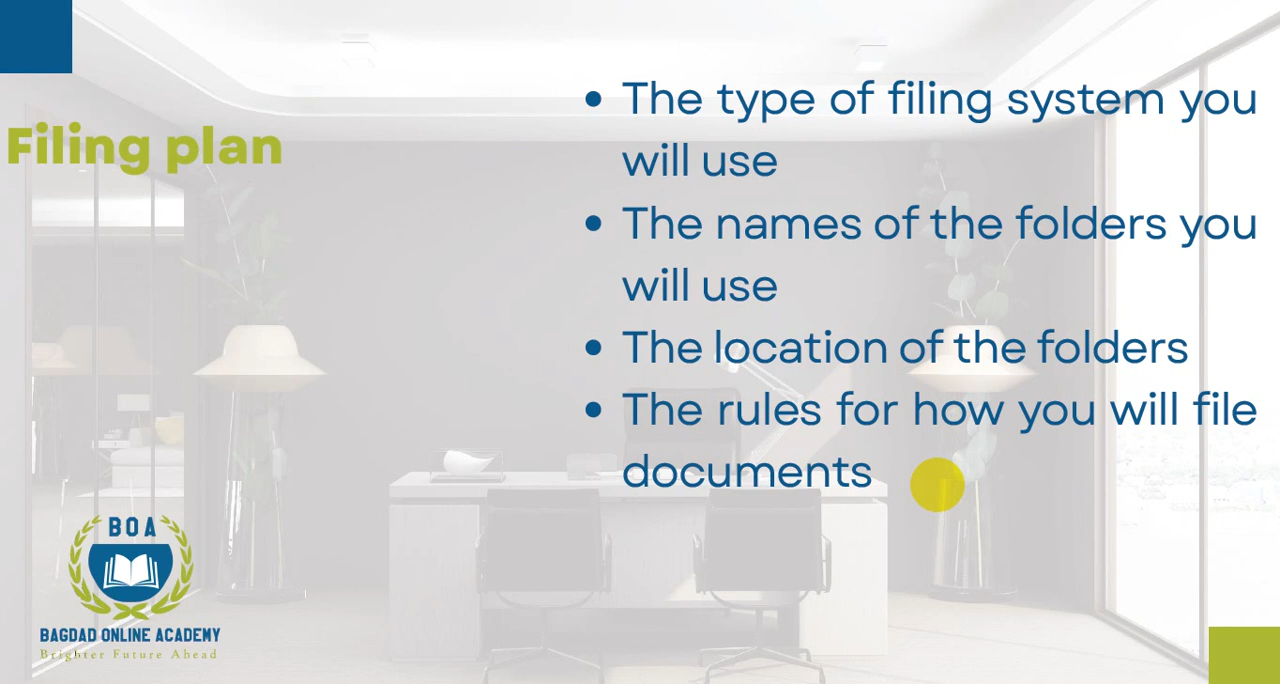 Filing plan
• The type of filing system you
will use
• The names of the folders you
will use
• The location of the folders
• The rules for how you will file
documents
BOA
BAGDAD ONLINE ACADEMY
Brighter Future Ahead